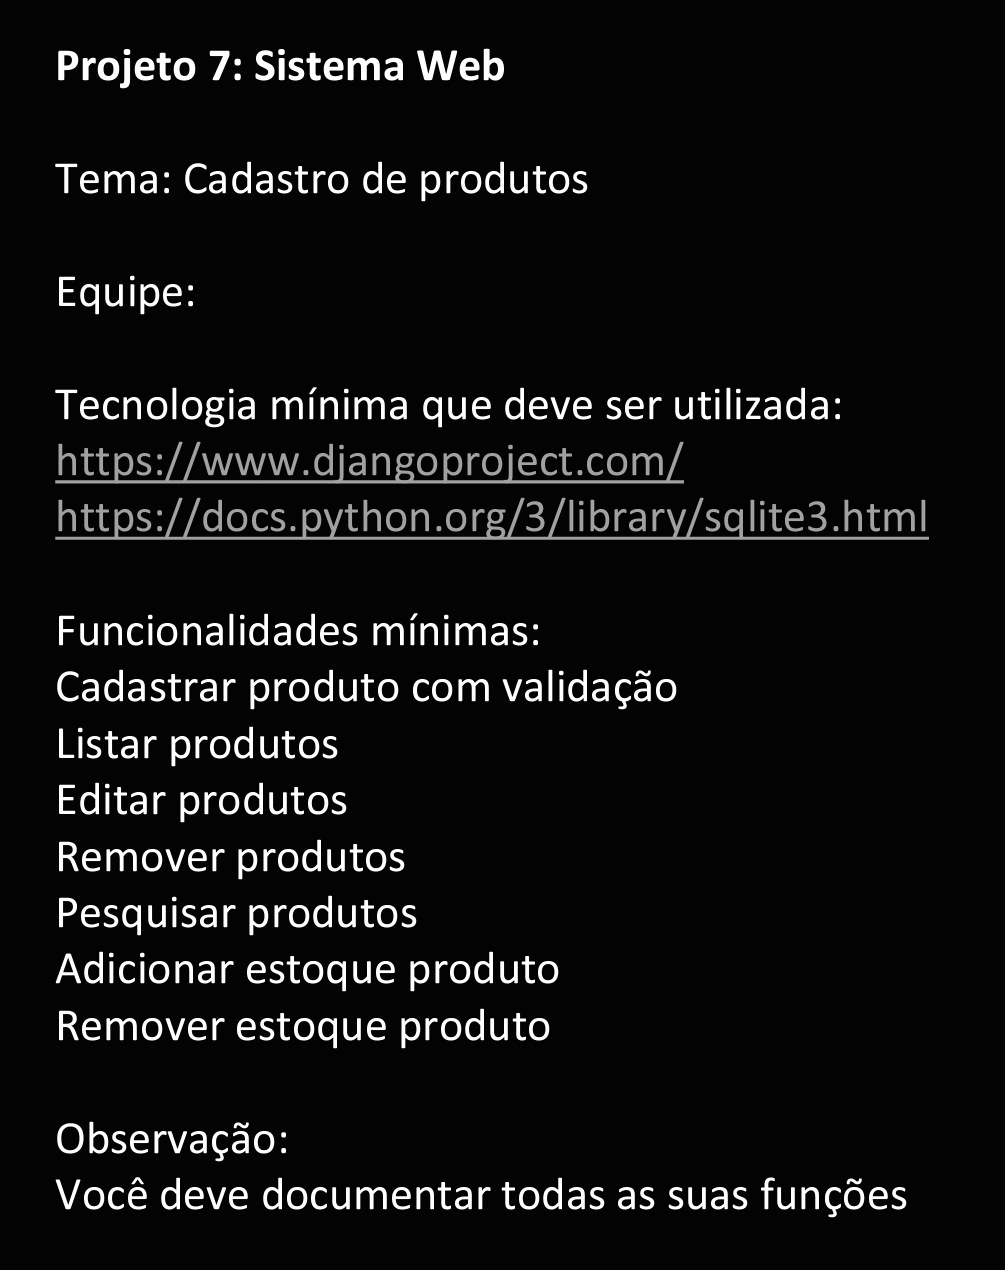 Projeto 7: Sistema Web
Tema: Cadastro de produtos
Equipe:
Tecnologia mínima que deve ser utilizada:
https://www.djangoproject.com/
https://docs.python.org/3/library/sqlite3.html
Funcionalidades mínimas:
Cadastrar produto com validação
Listar produtos
Editar produtos
Remover produtos
Pesquisar produtos
Adicionar estoque produto
Remover estoque produto
Observação:
Você deve documentar todas as suas funções